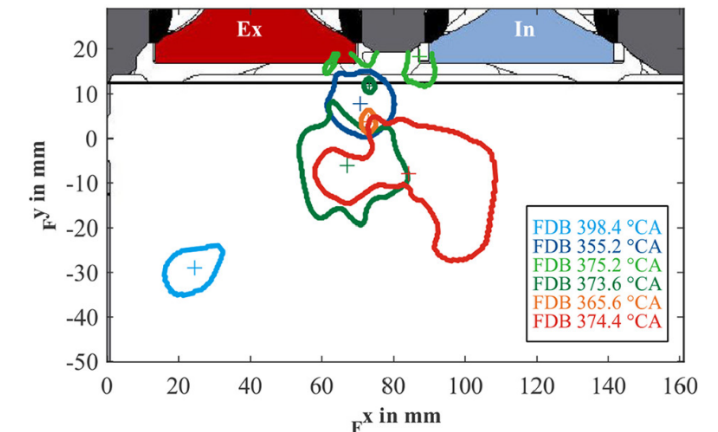 Ex
In
20
10
0
-10
-20
-30
-40
-50
F y in mm
FDB 398.4 °CA
FDB 355.2 °CA
FDB 375.2 °CA
FDB 373.6 °CA
FDB 365.6 °CA
FDB 374.4 °CA
0 20 40 60 80 100 120 140 160
F x in mm